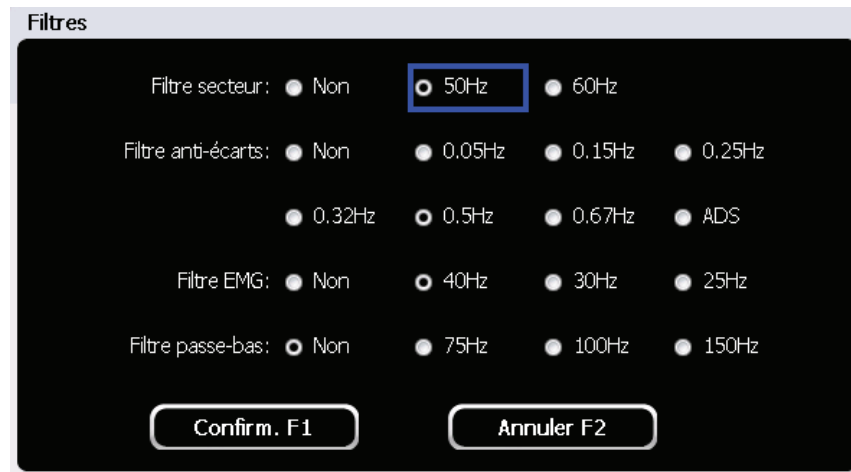 Filtres
Filtre secteur: Non 50Hz 60Hz
Filtre anti-écarts: Non 0.05Hz 0.15Hz 0.25Hz
0.32Hz 0.5Hz 0.67Hz ADS
Filtre EMG: Non 40Hz 30Hz 25Hz
Filtre passe-bas: Non 75Hz 100Hz 150Hz
Confirm. F1 Annuler F2